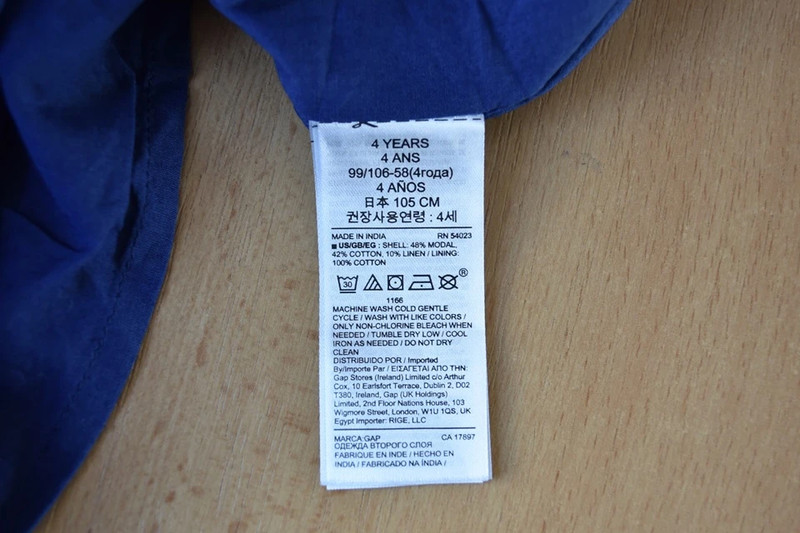 4 YEARS
4 ANS
99/106-58(4года)
4 AÑOS
日本 105 CM
권장사용연령 : 4세
MADE IN INDIA RN 54023
US/GB/EG : SHELL: 48% MODAL,
42% COTTON, 10% LINEN / LINING:
100% COTTON
30
®
1166
MACHINE WASH COLD GENTLE
CYCLE / WASH WITH LIKE COLORS /
ONLY NON-CHLORINE BLEACH WHEN
NEEDED / TUMBLE DRY LOW / COOL
IRON AS NEEDED / DO NOT DRY
CLEAN
DISTRIBUIDO POR / Imported
By/Importe Par / ΕΙΣΑΓΕΤΑΙ ΑΠΟ ΤΗΝ:
Gap Stores (Ireland) Limited c/o Arthur
Cox, 10 Earlsfort Terrace, Dublin 2, D02
T380, Ireland, Gap (UK Holdings)
Limited, 2nd Floor Nations House, 103
Wigmore Street, London, W1U 1QS, UK
Egypt Importer: RIGE, LLC
MARCA:GAP CA 17897
ОДЕЖДА ВТОРОГО СЛОЯ
FABRIQUE EN INDE / HECHO EN
INDIA / FABRICADO NA ÍNDIA /